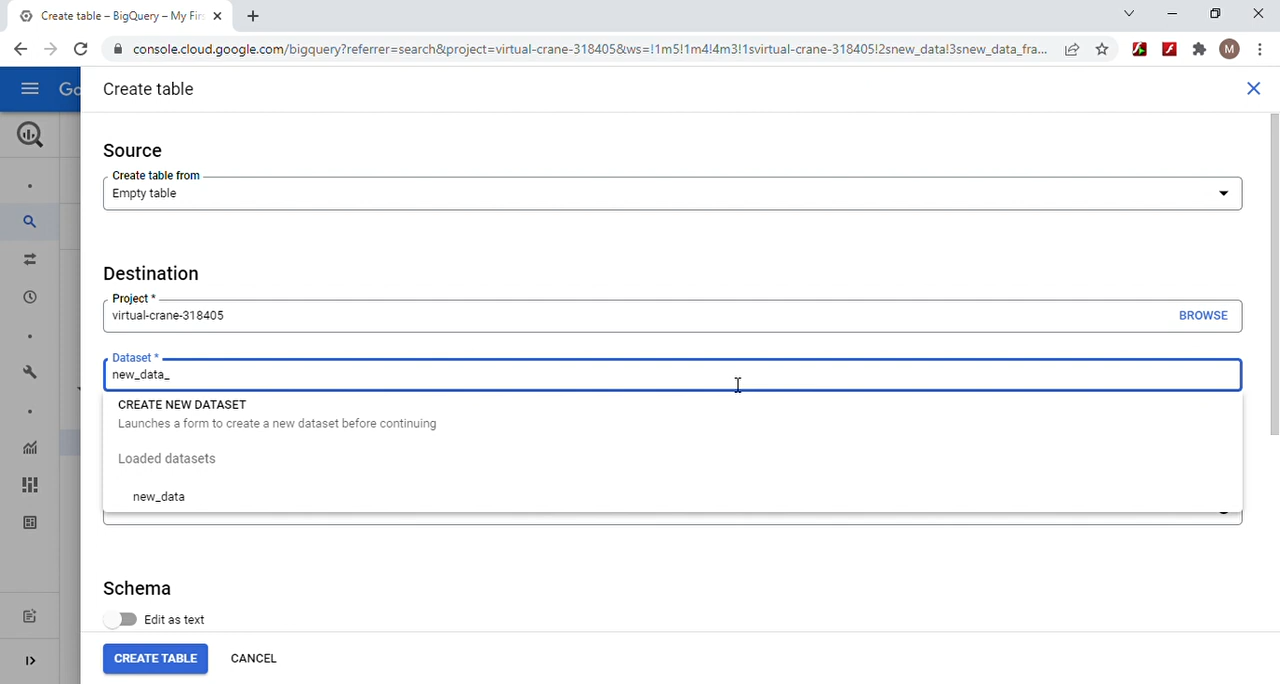 Create table – BigQuery – My Fir
console.cloud.google.com/bigquery?referrer=search&project=virtual-crane-318405&ws=!1m5!1m4!4m3!1svirtual-crane-318405!2snew_data!3snew_data_fra...
M
Go
Create table
Source
Create table from
Empty table
Destination
Project *
virtual-crane-318405
BROWSE
Dataset *
new_data_
CREATE NEW DATASET
Launches a form to create a new dataset before continuing
Loaded datasets
new_data
Schema
Edit as text
CREATE TABLE
CANCEL